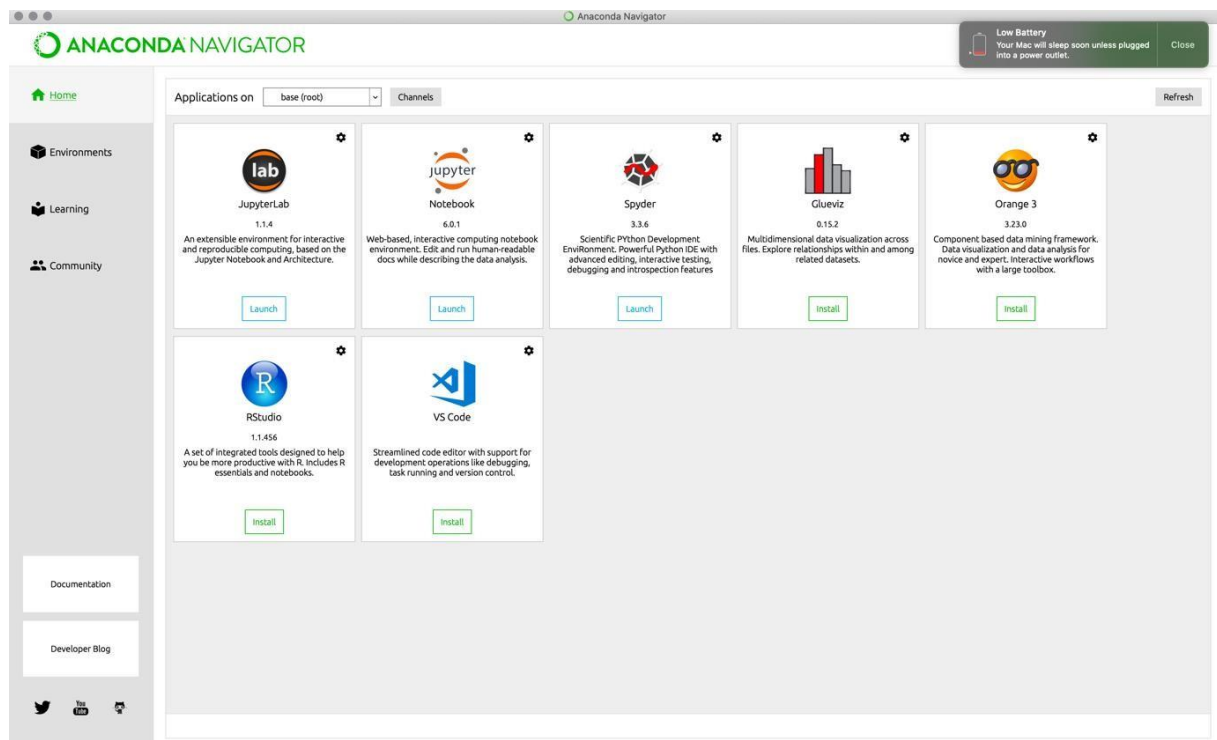 Anaconda Navigator
ANACONDA NAVIGATOR
Low Battery
Your Mac will sleep soon unless plugged
into a power outlet.
Close
Home
Environments
Learning
Community
Applications on base (root) Channels Refresh
lab
JupyterLab
1.1.4
An extensible environment for interactive
and reproducible computing, based on the
Jupyter Notebook and Architecture.
Launch
jupyter
Notebook
6.0.1
Web-based, interactive computing notebook
environment. Edit and run human-readable
docs while describing the data analysis.
Launch
Spyder
3.3.6
Scientific PYthon Development
EnviRonment. Powerful Python IDE with
advanced editing, interactive testing,
debugging and introspection features
Launch
Glueviz
0.15.2
Multidimensional data visualization across
files. Explore relationships within and among
related datasets.
Install
Orange 3
3.23.0
Component based data mining framework.
Data visualization and data analysis for
novice and expert. Interactive workflows
with a large toolbox.
Install
R
RStudio
1.1.456
A set of integrated tools designed to help
you be more productive with R. Includes R
essentials and notebooks.
Install
VS Code
Streamlined code editor with support for
development operations like debugging,
task running and version control.
Install
Documentation
Developer Blog
You
Tube